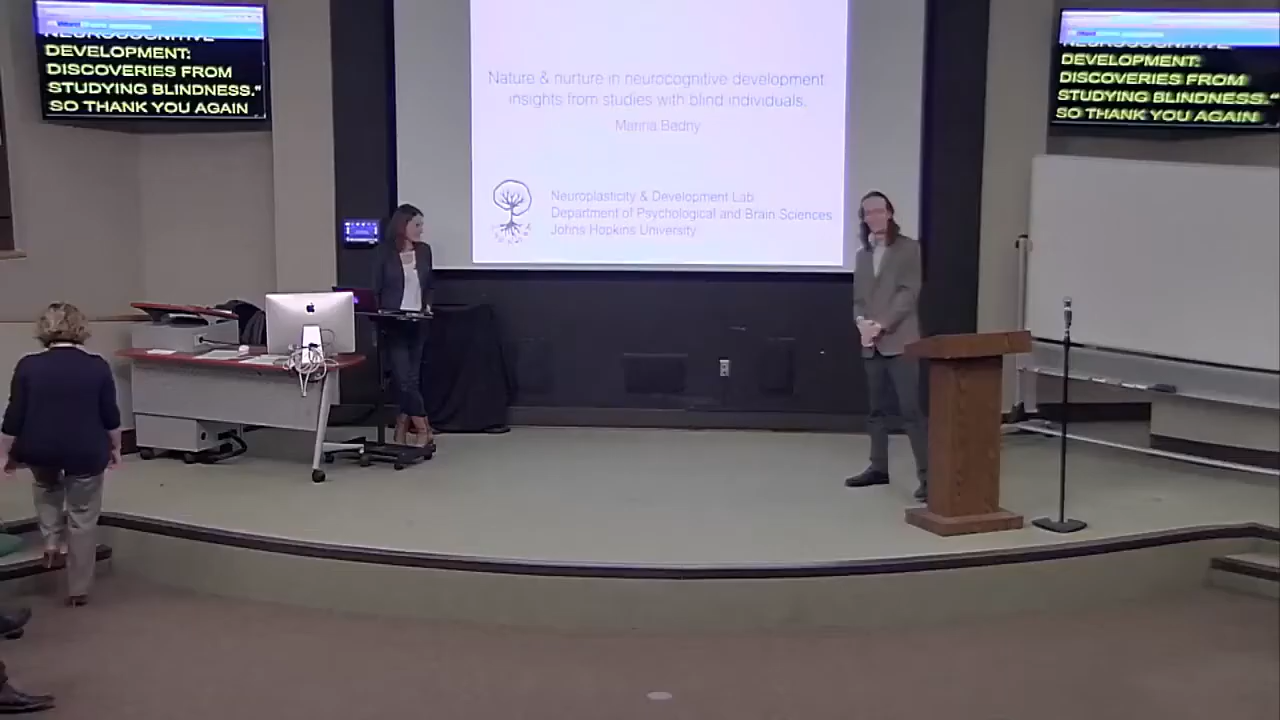 DEVELOPMENT:
DISCOVERIES FROM
STUDYING BLINDNESS."
SO THANK YOU AGAIN
Nature & nurture in neurocognitive development:
insights from studies with blind individuals.
Marina Bedny
Neuroplasticity & Development Lab
Department of Psychological and Brain Sciences
Johns Hopkins University
NEUROCOGNITIVE
DEVELOPMENT:
DISCOVERIES FROM
STUDYING BLINDNESS."
SO THANK YOU AGAIN